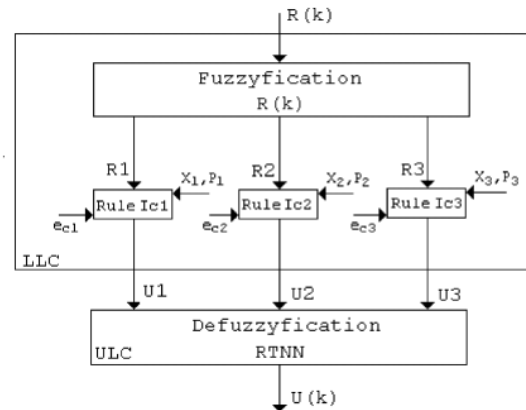 R(k)
Fuzzyfication
R(k)
R1 X1,P1 R2 X2,P2 R3 X3,P3
Rule Ic1 Rule Ic2 Rule Ic3
ec1 ec2 ec3
LLC
U1 U2 U3
Defuzzyfication
ULC RTNN
U(k)